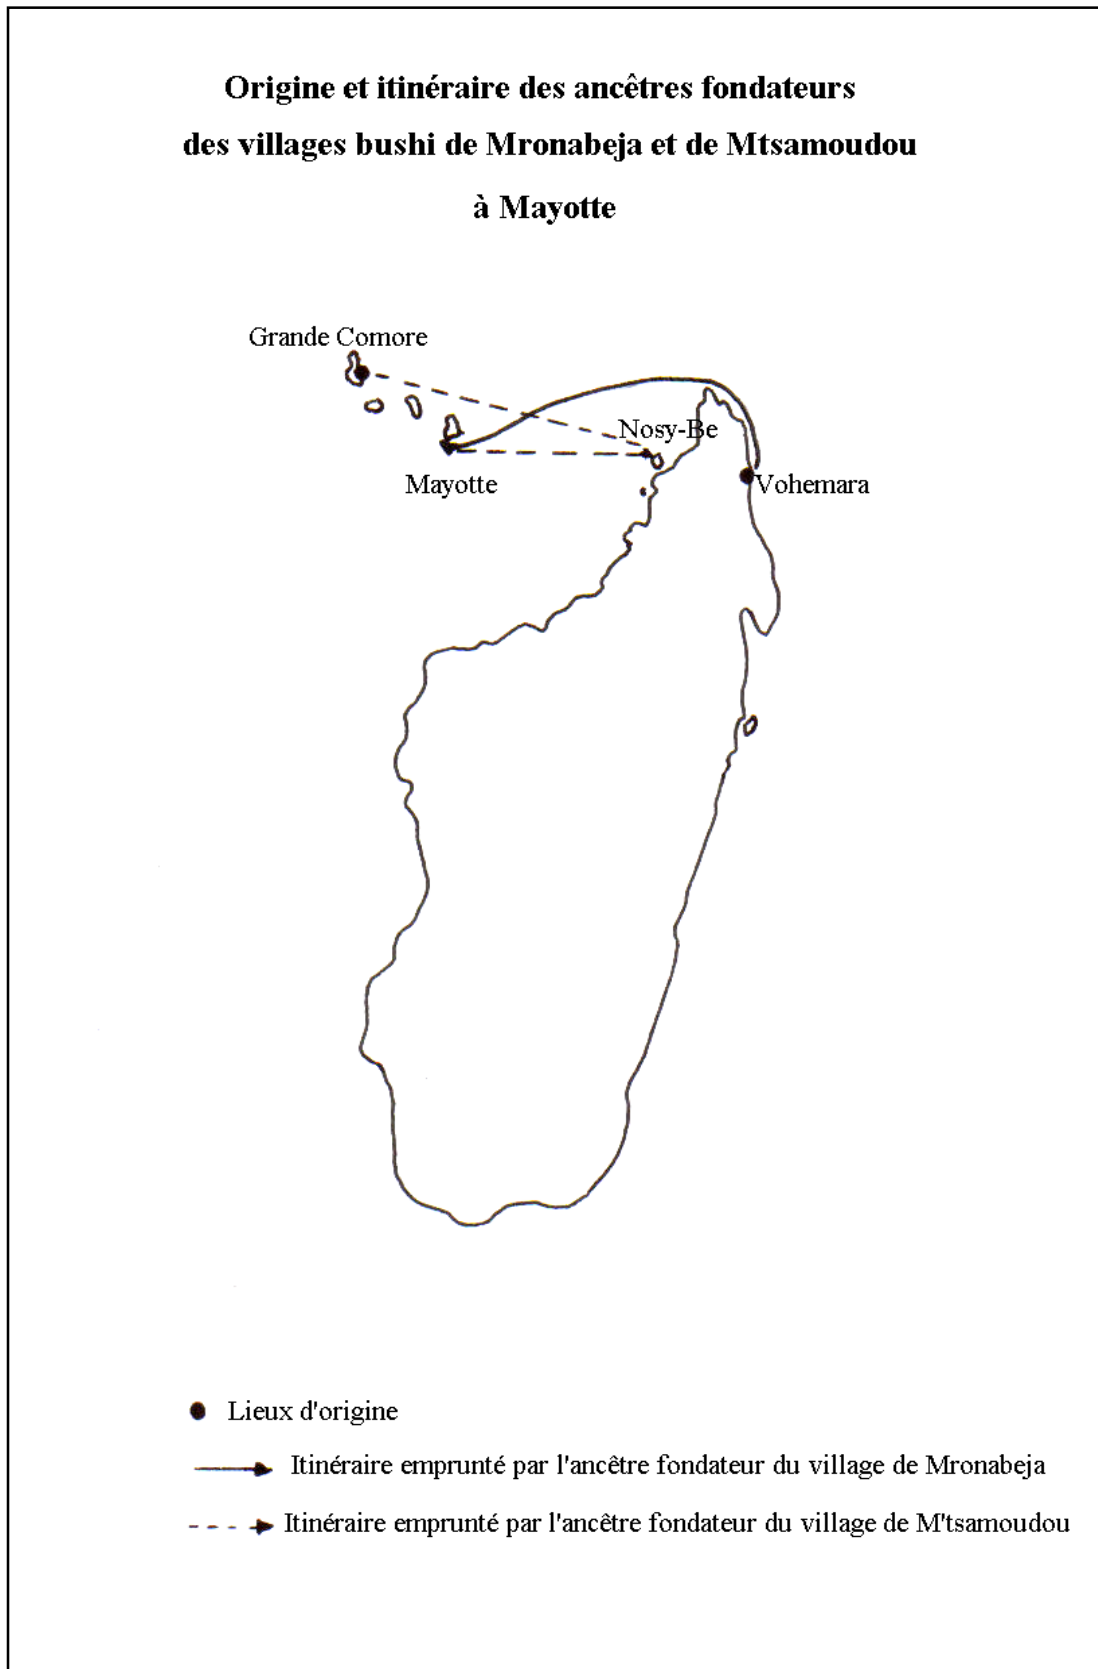 Origine et itinéraire des ancêtres fondateurs
des villages bushi de Mronabeja et de Mtsamoudou
à Mayotte
Grande Comore
Nosy-Be
Mayotte
Vohemara
Lieux d'origine
Itinéraire emprunté par l'ancêtre fondateur du village de Mronabeja
Itinéraire emprunté par l'ancêtre fondateur du village de M'tsamoudou